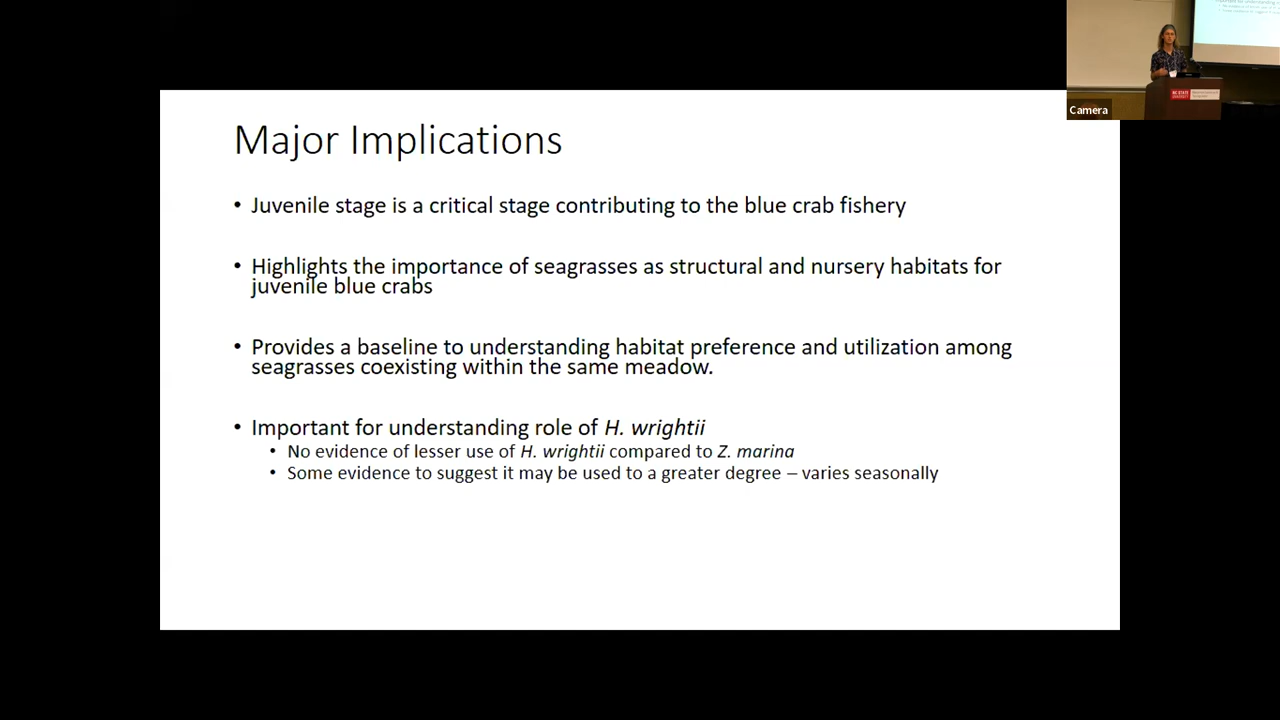 Major Implications
• Juvenile stage is a critical stage contributing to the blue crab fishery
• Highlights the importance of seagrasses as structural and nursery habitats for
juvenile blue crabs
• Provides a baseline to understanding habitat preference and utilization among
seagrasses coexisting within the same meadow.
• Important for understanding role of H. wrightii
• No evidence of lesser use of H. wrightii compared to Z. marina
• Some evidence to suggest it may be used to a greater degree – varies seasonally
Camera
NC STATE